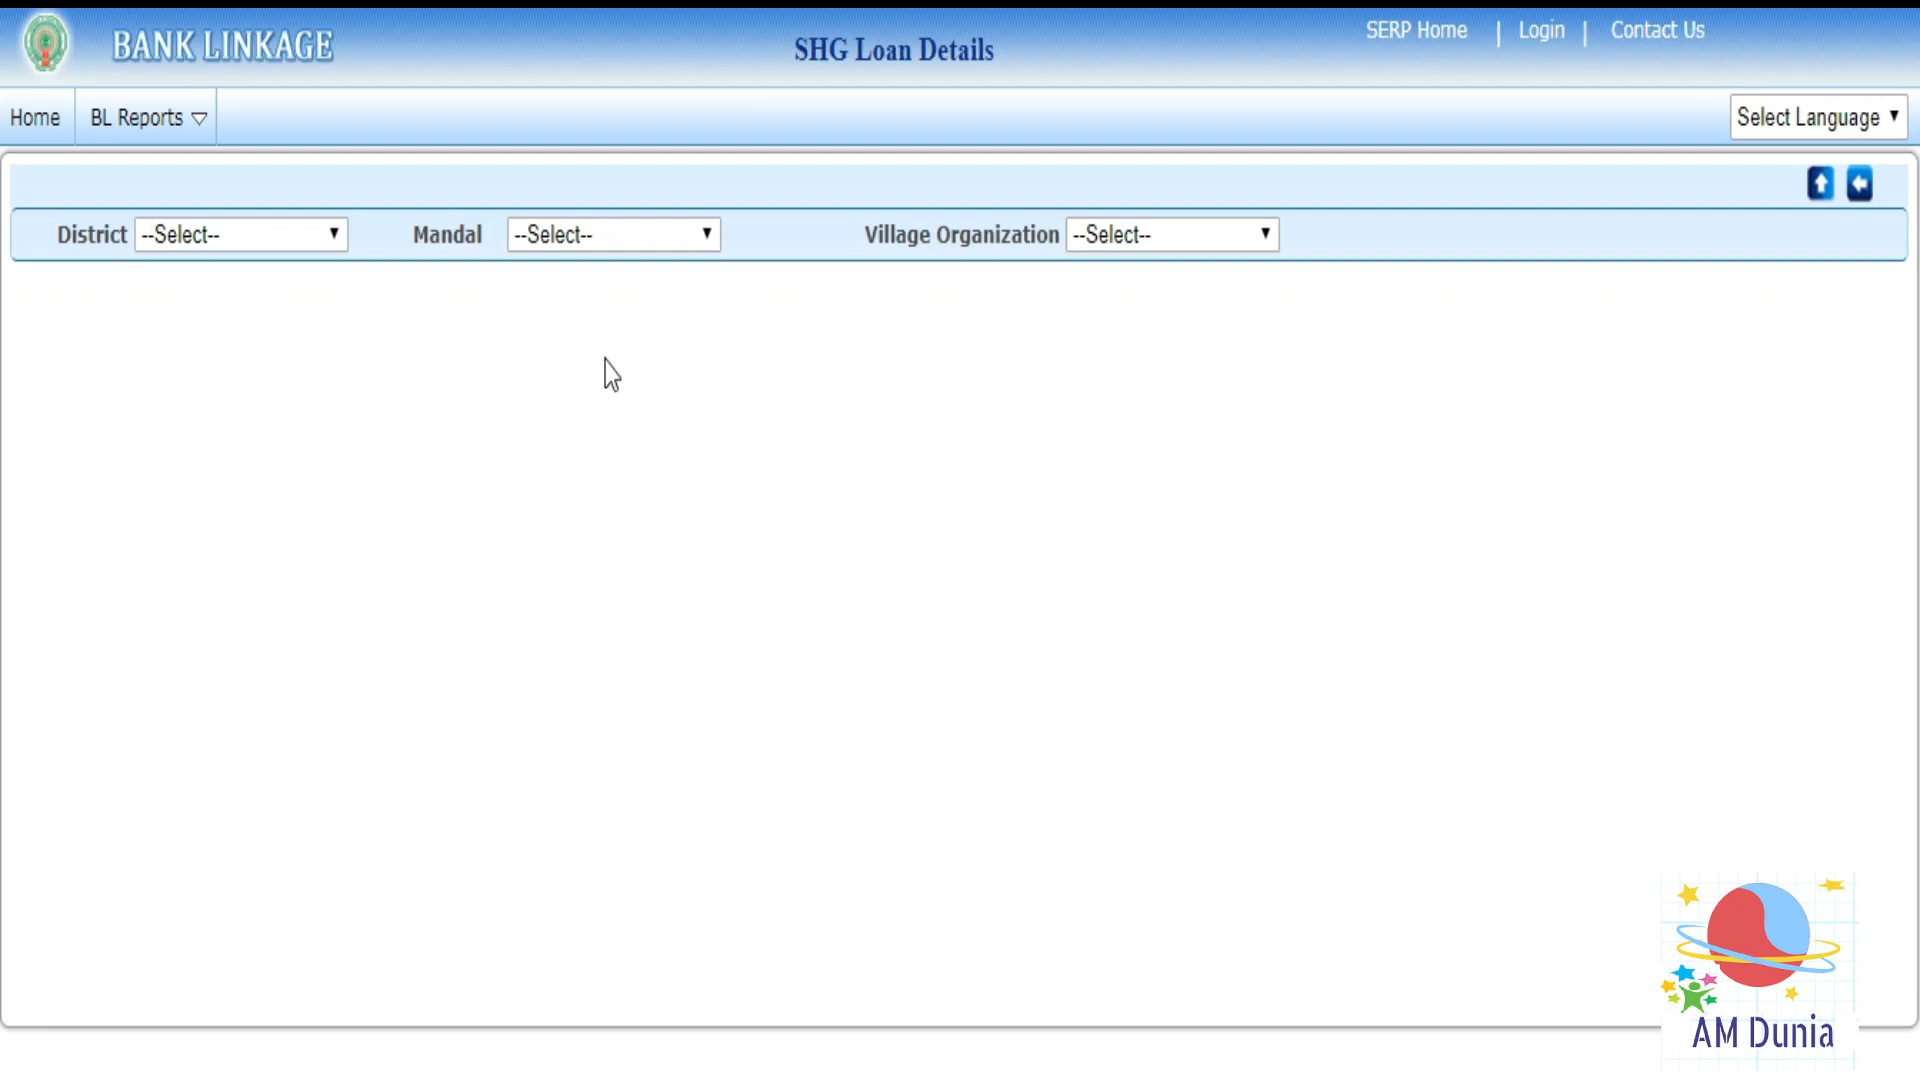 BANK LINKAGE
SHG Loan Details
SERP Home | Login | Contact Us
Home
BL Reports
Select Language
District --Select--
Mandal --Select--
Village Organization --Select--
AM Dunia